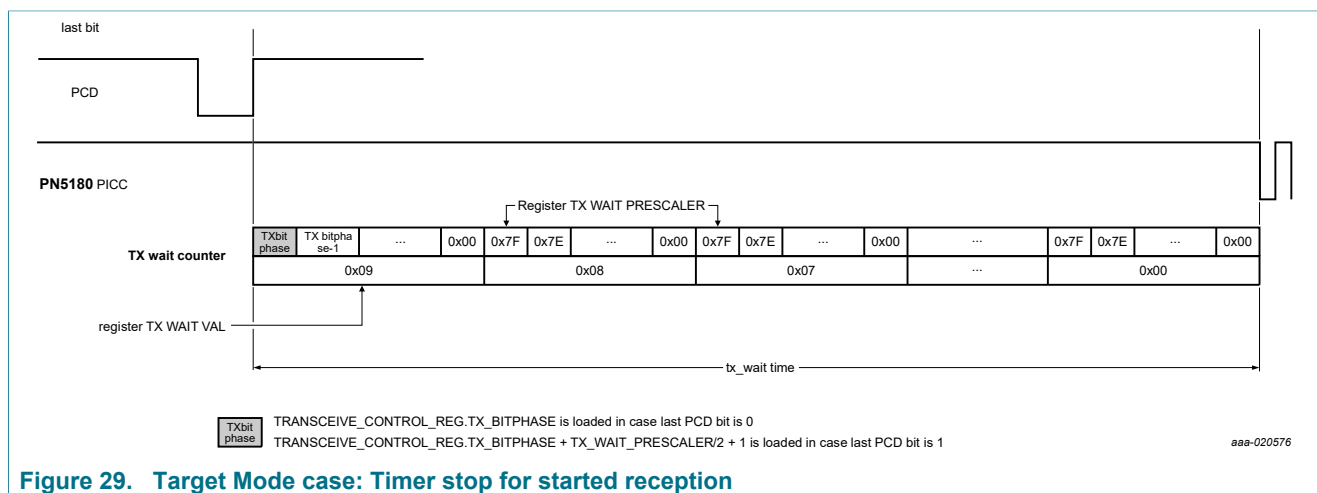 last bit
PCD
PN5180 PICC
Register TX WAIT PRESCALER
TX wait counter
TXbit phase TX bitpha se-1 ... 0x00 0x7F 0x7E ... 0x00 0x7F 0x7E ... 0x00 ... 0x7F 0x7E ... 0x00
0x09 0x08 0x07 ... 0x00
register TX WAIT VAL
tx_wait time
TXbit phase
TRANSCEIVE_CONTROL_REG.TX_BITPHASE is loaded in case last PCD bit is 0
TRANSCEIVE_CONTROL_REG.TX_BITPHASE + TX_WAIT_PRESCALER/2 + 1 is loaded in case last PCD bit is 1
aaa-020576
Figure 29. Target Mode case: Timer stop for started reception